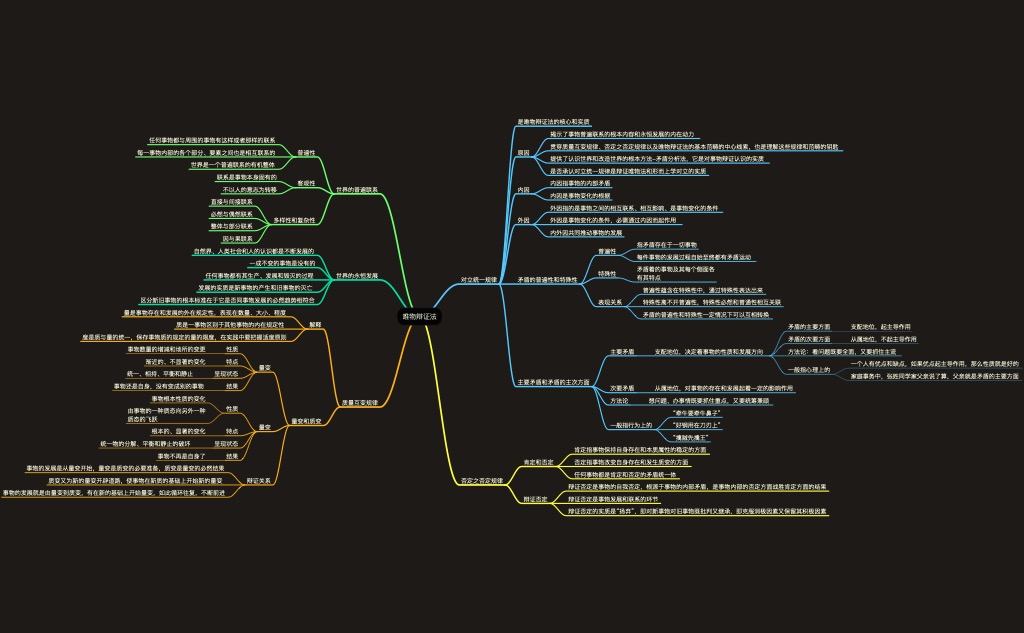 唯物辩证法
世界的普遍联系
普遍性
任何事物都与周围的事物有这样或者那样的联系
每一事物内部的各个部分、要素之间也是相互联系的
世界是一个普遍联系的有机整体
客观性
联系是事物本身固有的
不以人的意志为转移
多样性和复杂性
直接与间接联系
必然与偶然联系
整体与部分联系
因与果联系
世界的永恒发展
自然界、人类社会和人的认识都是不断发展的
一成不变的事物是没有的
任何事物都有其生产、发展和毁灭的过程
发展的实质是新事物的产生和旧事物的灭亡
区分新旧事物的根本标准在于它是否同事物发展的必然趋势相符合
质量互变规律
解释
量是事物存在和发展的外在规定性，表现在数量、大小、程度
质是一事物区别于其他事物的内在规定性
度是质与量的统一，保存事物质的规定的量的限度，在实践中要把握适度原则
量变和质变
量变
事物数量的增减和场所的变更 性质
渐近的、不显著的变化 特点
统一、相持、平衡和静止 呈现状态
事物还是自身，没有变成别的事物 结果
量变
事物根本性质的变化
性质
由事物的一种质态向另外一种
质态的飞跃
根本的、显著的变化 特点
统一物的分解、平衡和静止的破坏 呈现状态
事物不再是自身了 结果
辩证关系
事物的发展是从量变开始，量变是质变的必要准备，质变是量变的必然结果
质变又为新的量变开辟道路，使事物在新质的基础上开始新的量变
事物的发展就是由量变到质变，有在新的基础上开始量变，如此循环往复，不断前进
对立统一规律
是唯物辩证法的核心和实质
原因
揭示了事物普遍联系的根本内容和永恒发展的内在动力
贯穿质量互变规律、否定之否定规律以及唯物辩证法的基本范畴的中心线索，也是理解这些规律和范畴的钥匙
提供了认识世界和改造世界的根本方法-矛盾分析法，它是对事物辩证认识的实质
是否承认对立统一规律是辩证唯物法和形而上学对立的实质
内因
内因指事物的内部矛盾
内因是事物变化的根据
外因
外因指的是事物之间的相互联系、相互影响、是事物变化的条件
外因是事物变化的条件，必须通过内因而起作用
内外因共同推动事物的发展
矛盾的普遍性和特殊性
普遍性
指矛盾存在于一切事物
每件事物的发展过程自始至终都有矛盾运动
特殊性
矛盾着的事物及其每个侧面各
有其特点
表现关系
普遍性蕴含在特殊性中，通过特殊性表达出来
特殊性离不开普遍性，特殊性必然和普遍性相互关联
矛盾的普遍性和特殊性一定情况下可以互相转换
主要矛盾和矛盾的主次方面
主要矛盾 支配地位，决定着事物的性质和发展方向
矛盾的主要方面 支配地位，起主导作用
矛盾的次要方面 从属地位，不起主导作用
方法论：看问题既要全面，又要抓住主流
一般指心理上的
一个人有优点和缺点，如果优点起主导作用，那么性质就是好的
家庭事务中，张姓同学家父亲说了算，父亲就是矛盾的主要方面
次要矛盾 从属地位，对事物的存在和发展起着一定的影响作用
方法论 想问题、办事情既要抓住重点，又要统筹兼顾
一般指行为上的
“牵牛要牵牛鼻子”
“好钢用在刀刃上”
“擒贼先擒王”
否定之否定规律
肯定和否定
肯定指事物保持自身存在和本质属性的稳定的方面
否定指事物改变自身存在和发生质变的方面
任何事物都是肯定和否定的矛盾统一体
辩证否定
辩证否定是事物的自我否定，根源于事物的内部矛盾，是事物内部的否定方面战胜肯定方面的结果
辩证否定是事物发展和联系的环节
辩证否定的实质是“扬弃”，即对新事物对旧事物既批判又继承，即克服消极因素又保留其积极因素